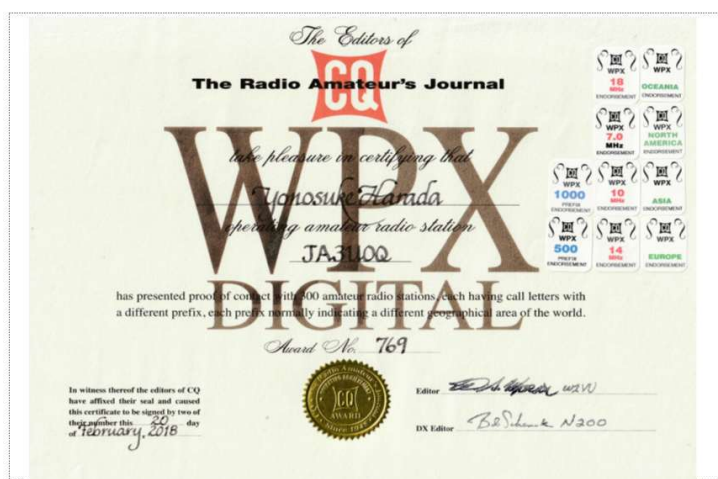 The Editors of
CQ
The Radio Amateur's Journal
take pleasure in certifying that
Yonosuke Harada
operating amateur radio station
JA3UOQ
WPX
DIGITAL
has presented proof of contact with 300 amateur radio stations, each having call letters with
a different prefix, each prefix normally indicating a different geographical area of the world.
Award No. 769
In witness thereof the editors of CQ
have affixed their seal and caused
this certificate to be signed by two of
their number this 20 day
of February, 2018
CQ
AWARD
Since 1945
Editor W2VU
DX Editor N2OO
WPX 18 MHz ENDORSEMENT
WPX OCEANIA ENDORSEMENT
WPX 7.0 MHz ENDORSEMENT
WPX NORTH AMERICA ENDORSEMENT
WPX 1000 PREFIX ENDORSEMENT
WPX 10 MHz ENDORSEMENT
WPX ASIA ENDORSEMENT
WPX 500 PREFIX ENDORSEMENT
WPX 14 MHz ENDORSEMENT
WPX EUROPE ENDORSEMENT